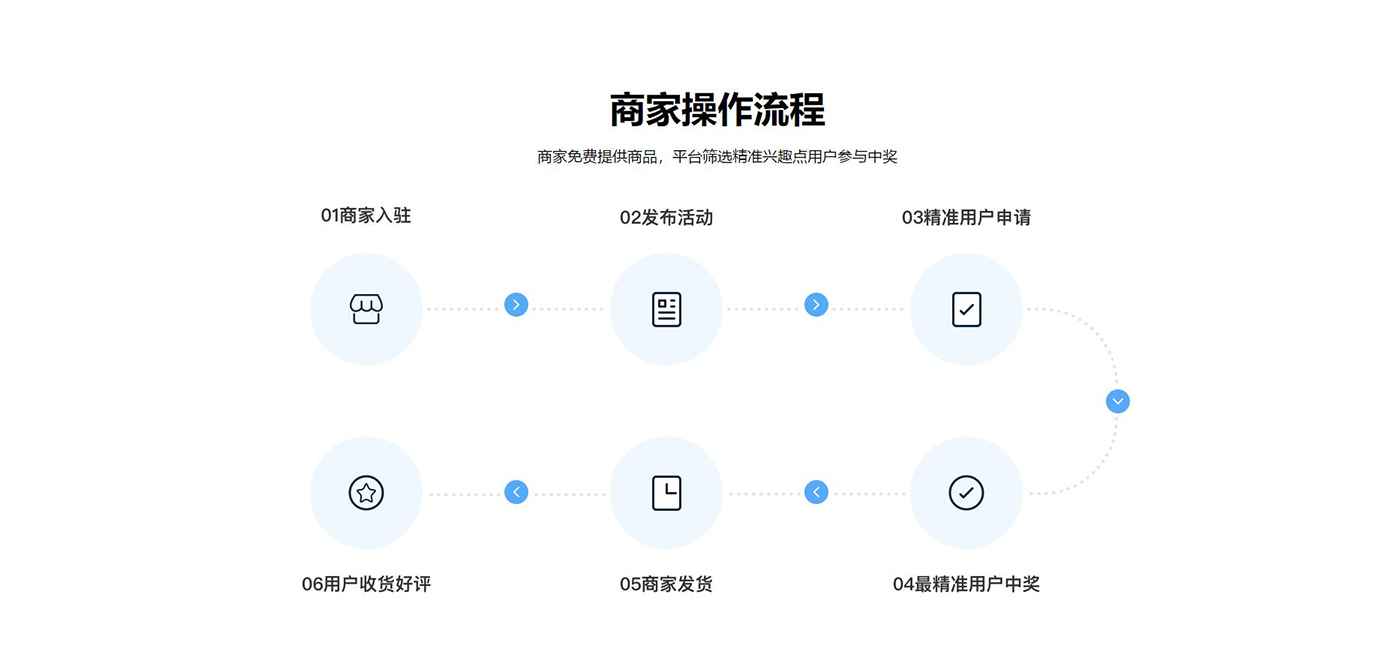 商家操作流程
商家免费提供商品，平台筛选精准兴趣点用户参与中奖
01商家入驻
02发布活动
03精准用户申请
04最精准用户中奖
05商家发货
06用户收货好评